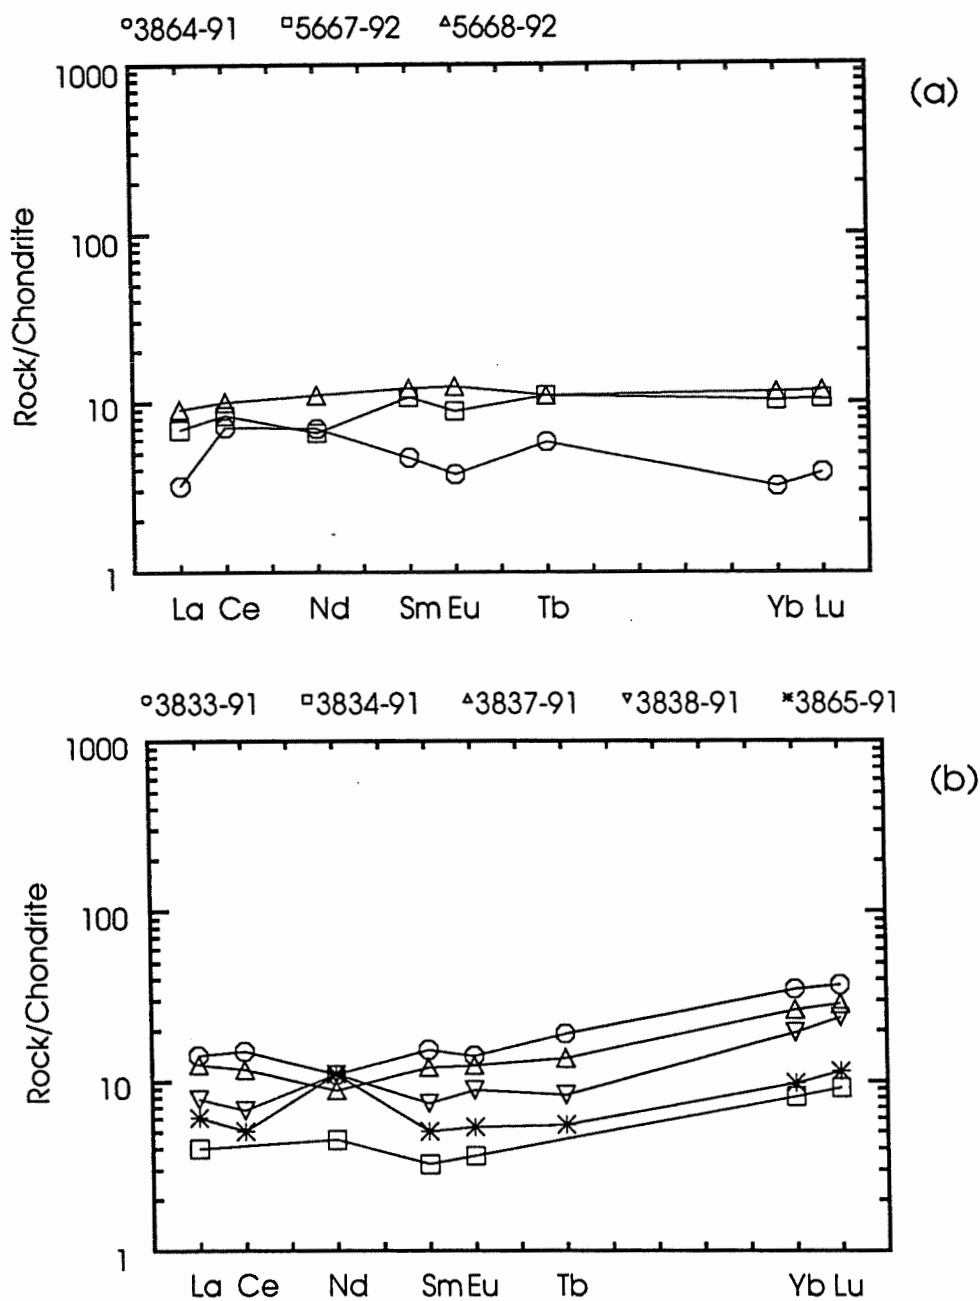 3864-91 5667-92 5668-92
(a)
1000
100
10
1
Rock/Chondrite
La Ce Nd Sm Eu Tb Yb Lu
3833-91 3834-91 3837-91 3838-91 3865-91
(b)
1000
100
10
1
Rock/Chondrite
La Ce Nd Sm Eu Tb Yb Lu